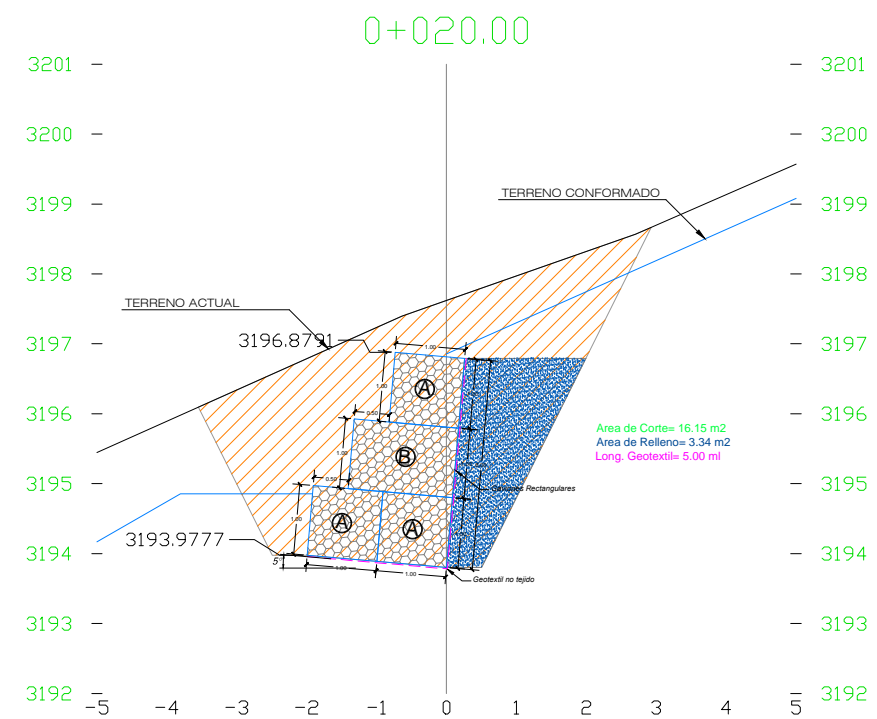 0+020.00
3201 3201
3200 3200
TERRENO CONFORMADO
3199 3199
3198 3198
TERRENO ACTUAL
3197 3197
3196.8791
1.00
1.00
A
3196 3196
0.50
Area de Corte= 16.15 m2
Area de Relleno= 3.34 m2
Long. Geotextil= 5.00 ml
1.00
B
3195 3195
0.50
Rectangulares
1.00
A A
3194 3194
3193.9777
5°
1.00
1.00
Geotextil no tejido
3193 3193
3192 3192
-5 -4 -3 -2 -1 0 1 2 3 4 5